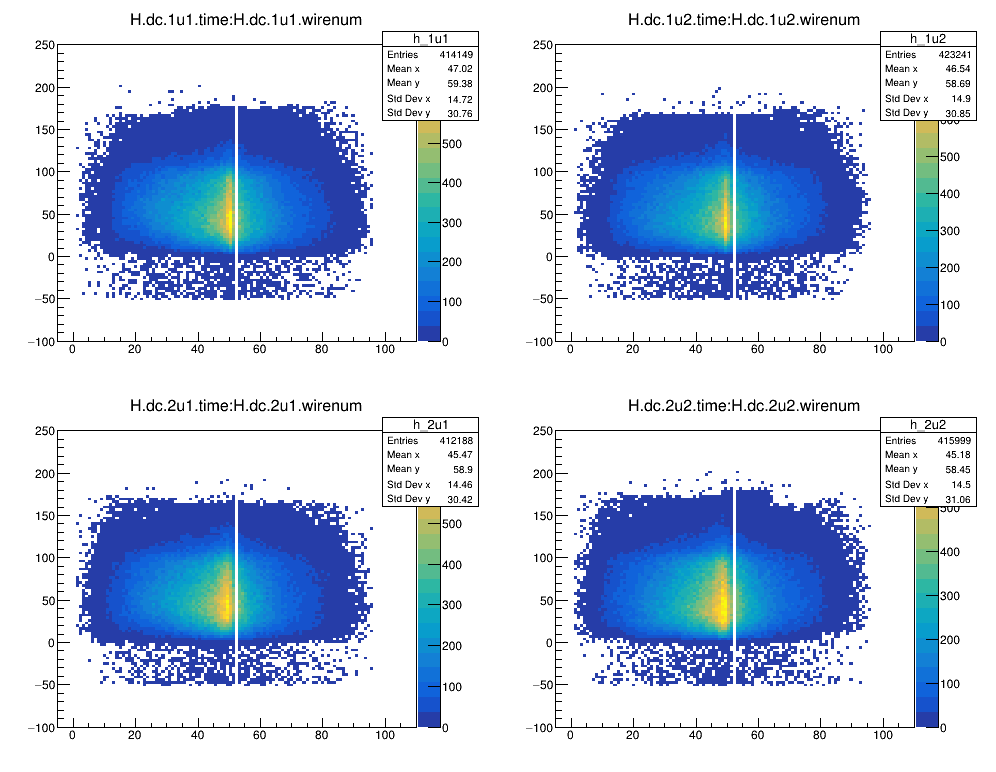 H.dc.1u1.time:H.dc.1u1.wirenum
h_1u1
Entries 414149
Mean x 47.02
Mean y 59.38
Std Dev x 14.72
Std Dev y 30.76
250
200
150
100
50
0
−50
−100
0 20 40 60 80 100
500
400
300
200
100
0
H.dc.1u2.time:H.dc.1u2.wirenum
h_1u2
Entries 423241
Mean x 46.54
Mean y 58.69
Std Dev x 14.9
Std Dev y 30.85
250
200
150
100
50
0
−50
−100
0 20 40 60 80 100
600
500
400
300
200
100
0
H.dc.2u1.time:H.dc.2u1.wirenum
h_2u1
Entries 412188
Mean x 45.47
Mean y 58.9
Std Dev x 14.46
Std Dev y 30.42
250
200
150
100
50
0
−50
−100
0 20 40 60 80 100
500
400
300
200
100
0
H.dc.2u2.time:H.dc.2u2.wirenum
h_2u2
Entries 415999
Mean x 45.18
Mean y 58.45
Std Dev x 14.5
Std Dev y 31.06
250
200
150
100
50
0
−50
−100
0 20 40 60 80 100
500
400
300
200
100
0